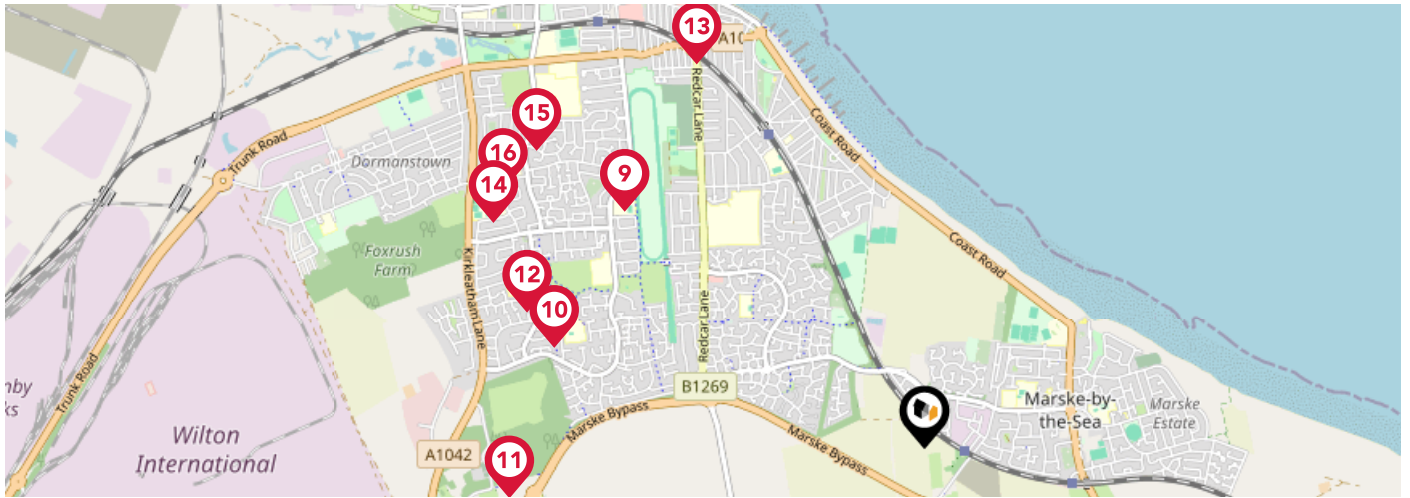 13
A10
Redcar Lane
15
Coast Road
Trunk Road
16
Dormanstown
9
14
Foxrush
Farm
Coast Road
Kirkleatham Lane
12
10
Redcar Lane
Trunk Road
B1269
nby
ks
Marske-by-
the-Sea
Marske
Estate
Marske Bypass
Marske Bypass
Wilton
International
A1042
11